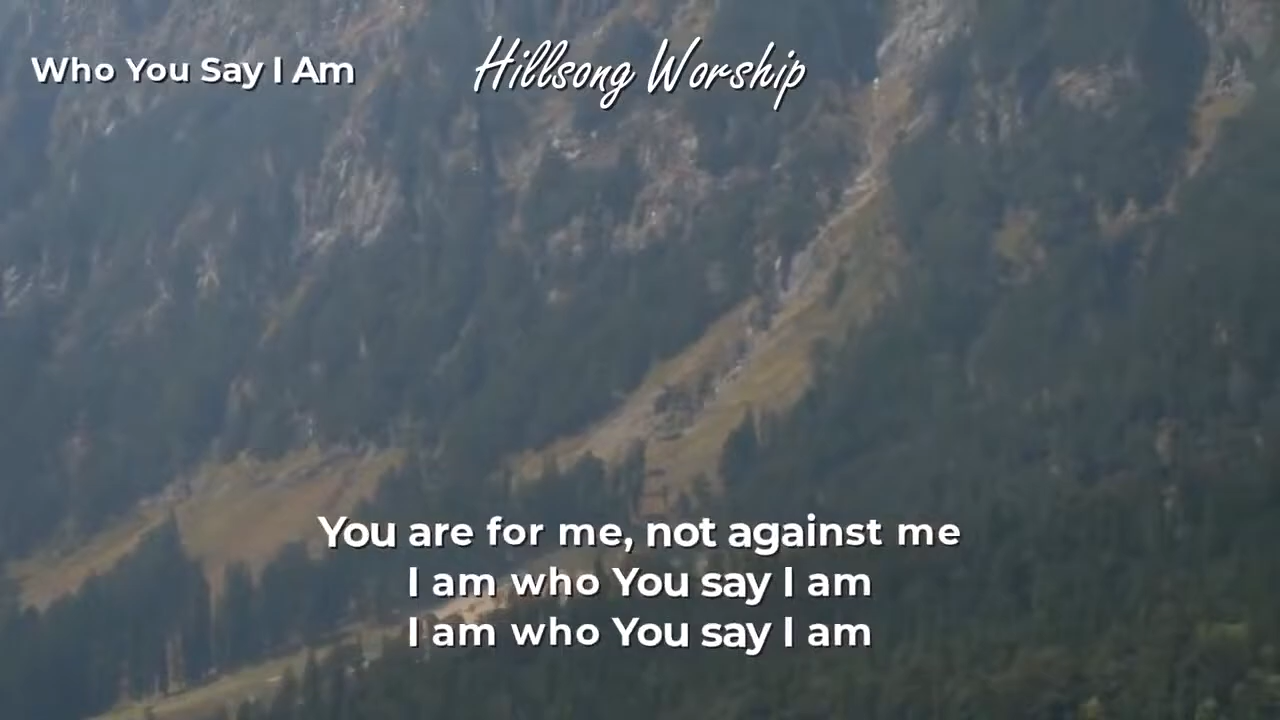 Who You Say I Am
Hillsong Worship
You are for me, not against me
I am who You say I am
I am who You say I am